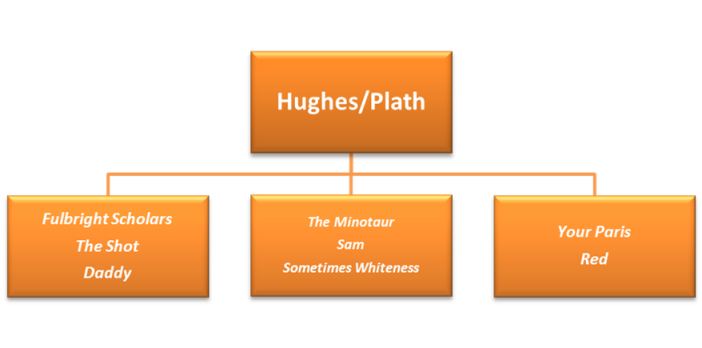 Hughes/Plath
Fulbright Scholars
The Shot
Daddy
The Minotaur
Sam
Sometimes Whiteness
Your Paris
Red